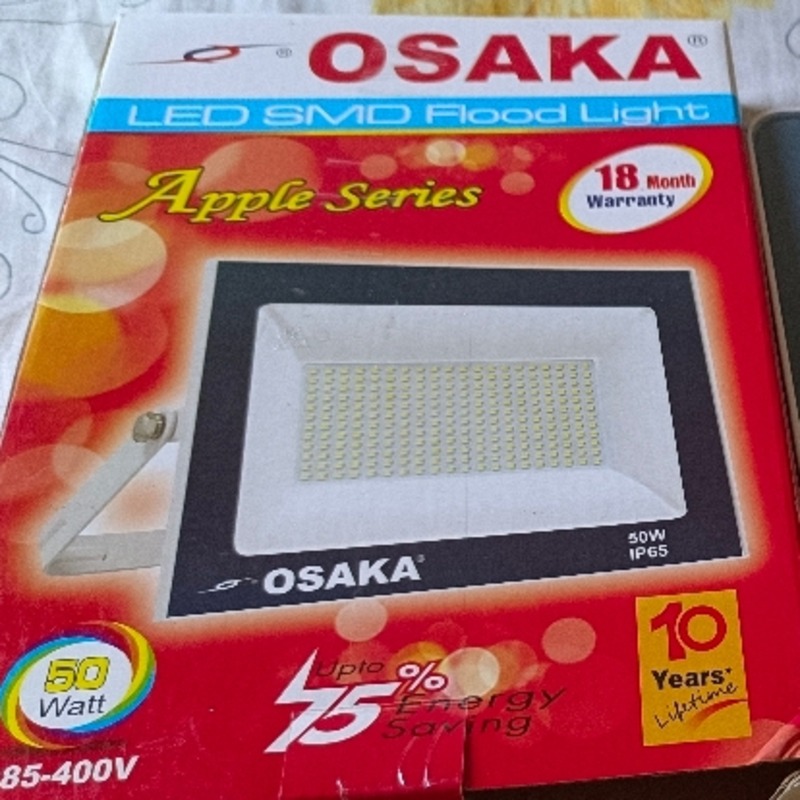 ® OSAKA®
LED SMD Flood Light
Apple Series
18 Month
Warranty
50W
IP65
OSAKA®
50
Watt
Upto
75%
Energy
Saving
10
Years*
Lifetime
85-400V